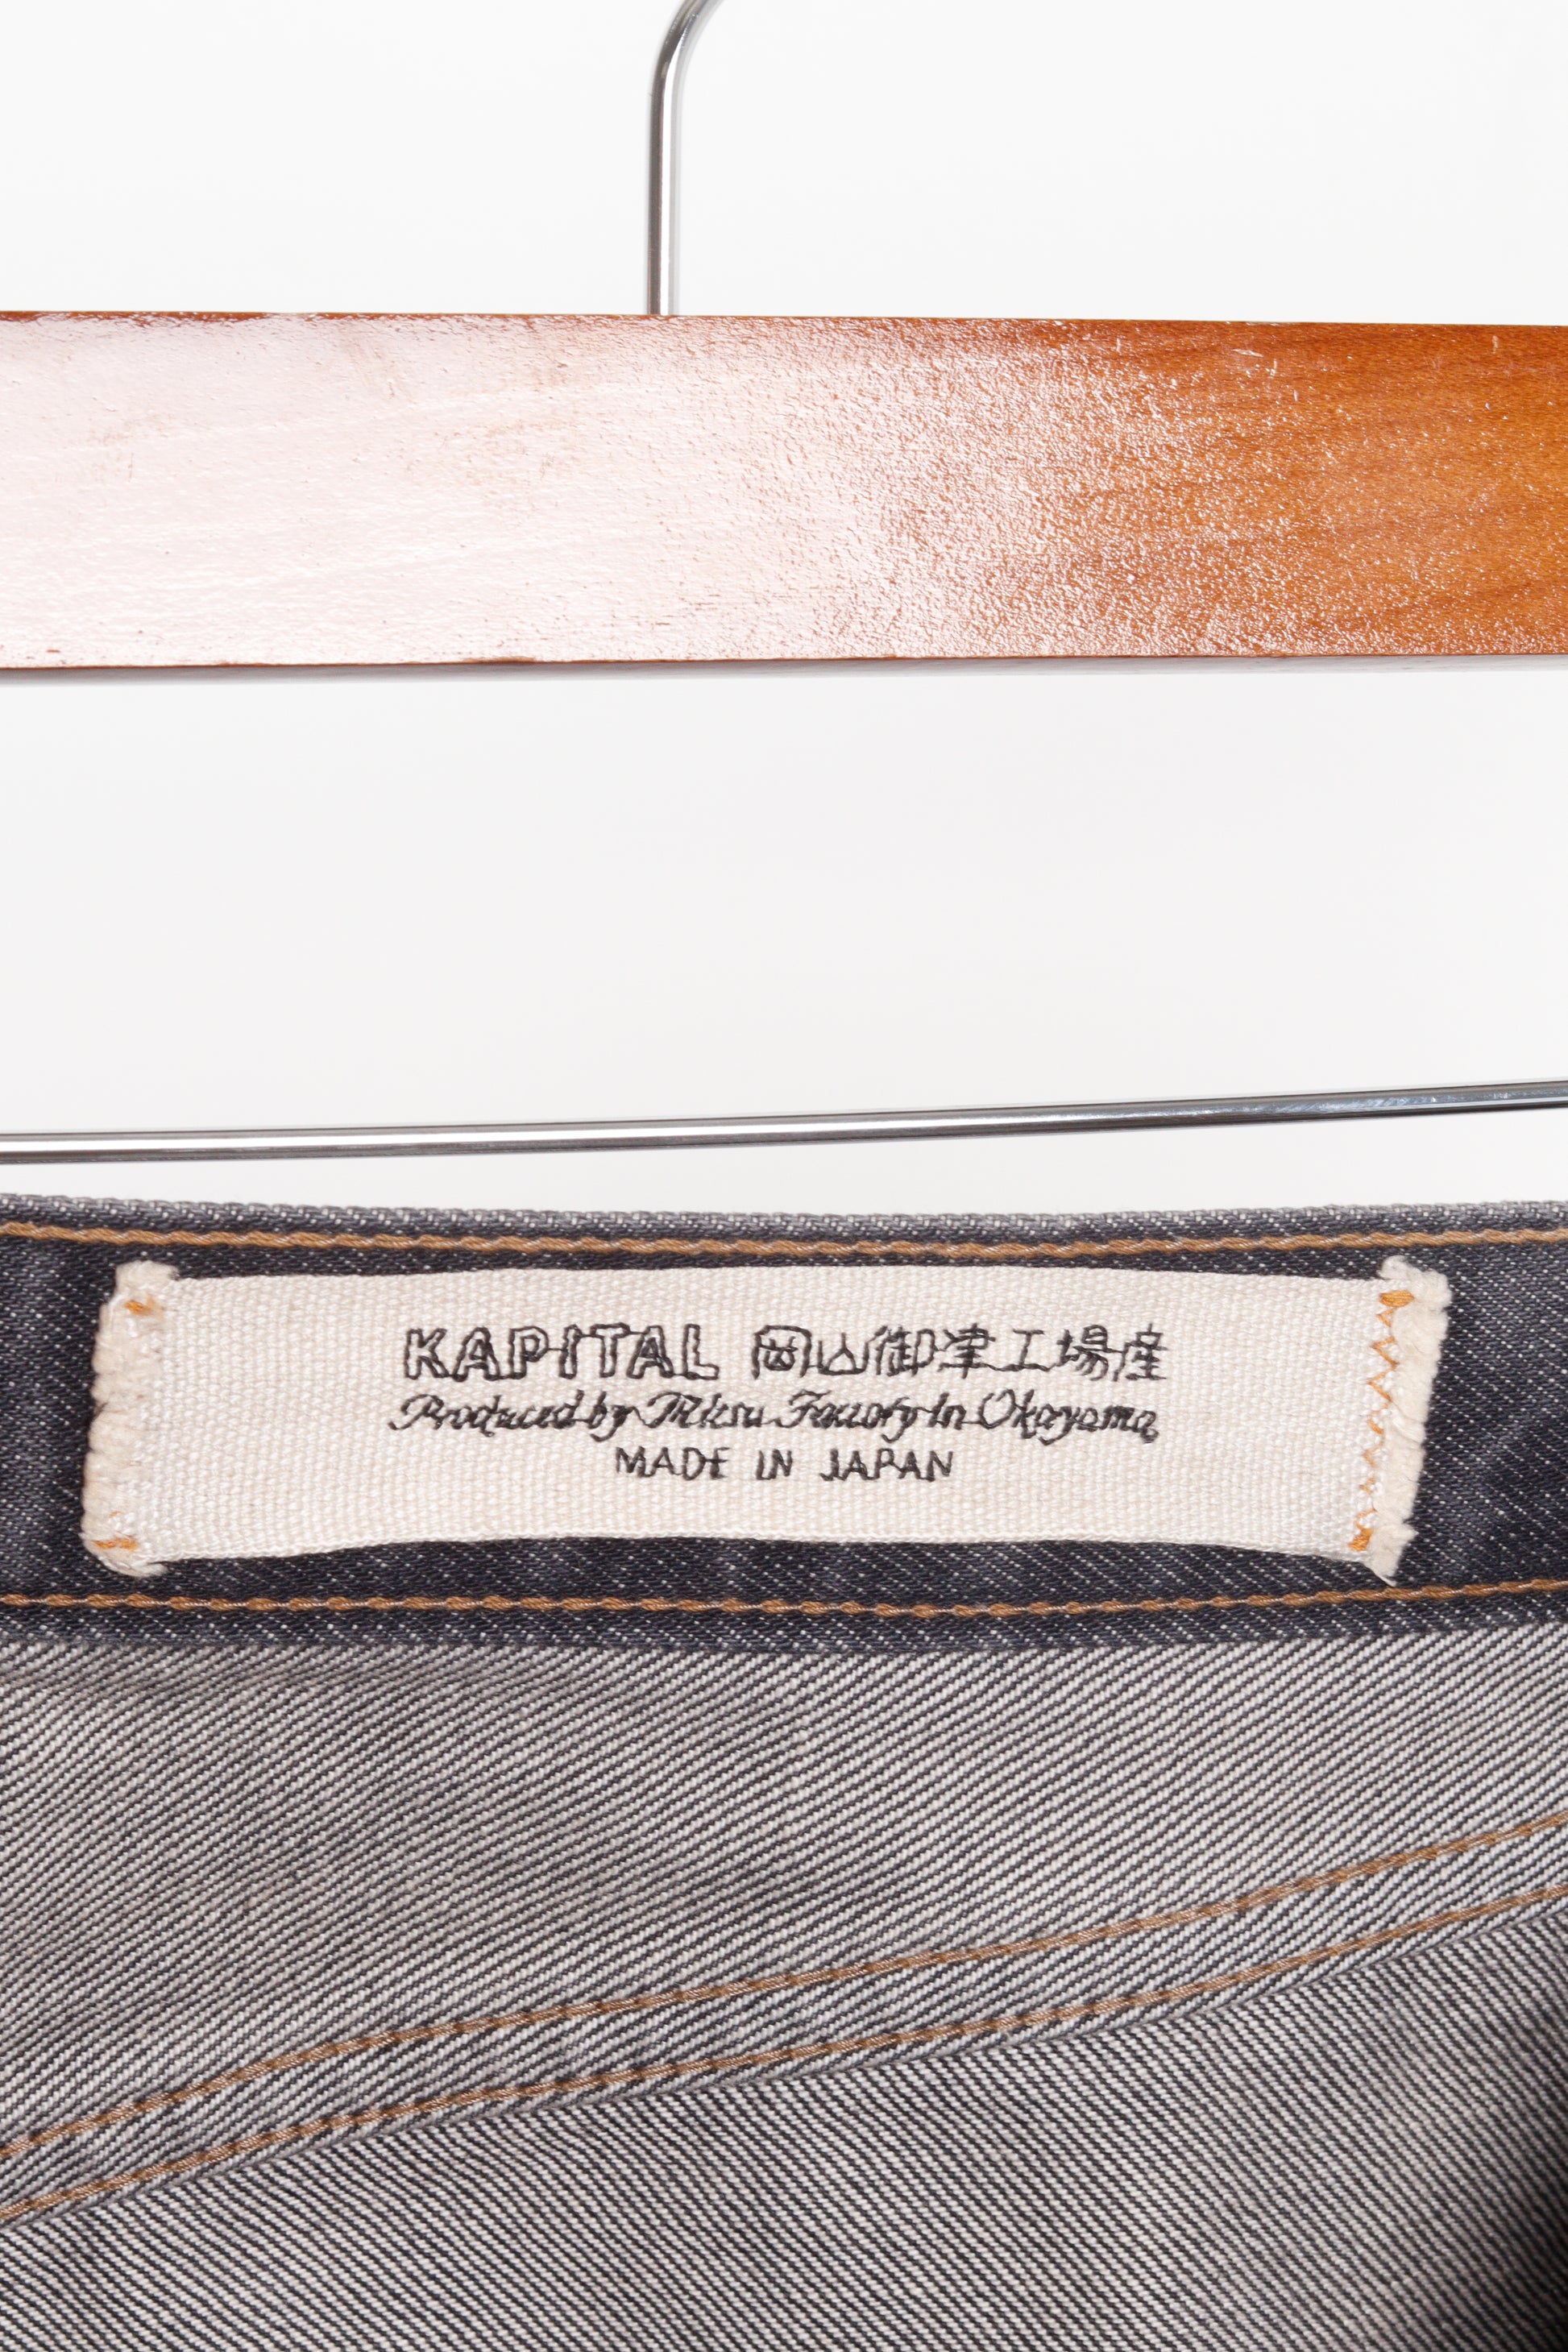 KAPITAL 岡山御津工場産
Produced by Mitsu Factory In Okayama
MADE IN JAPAN